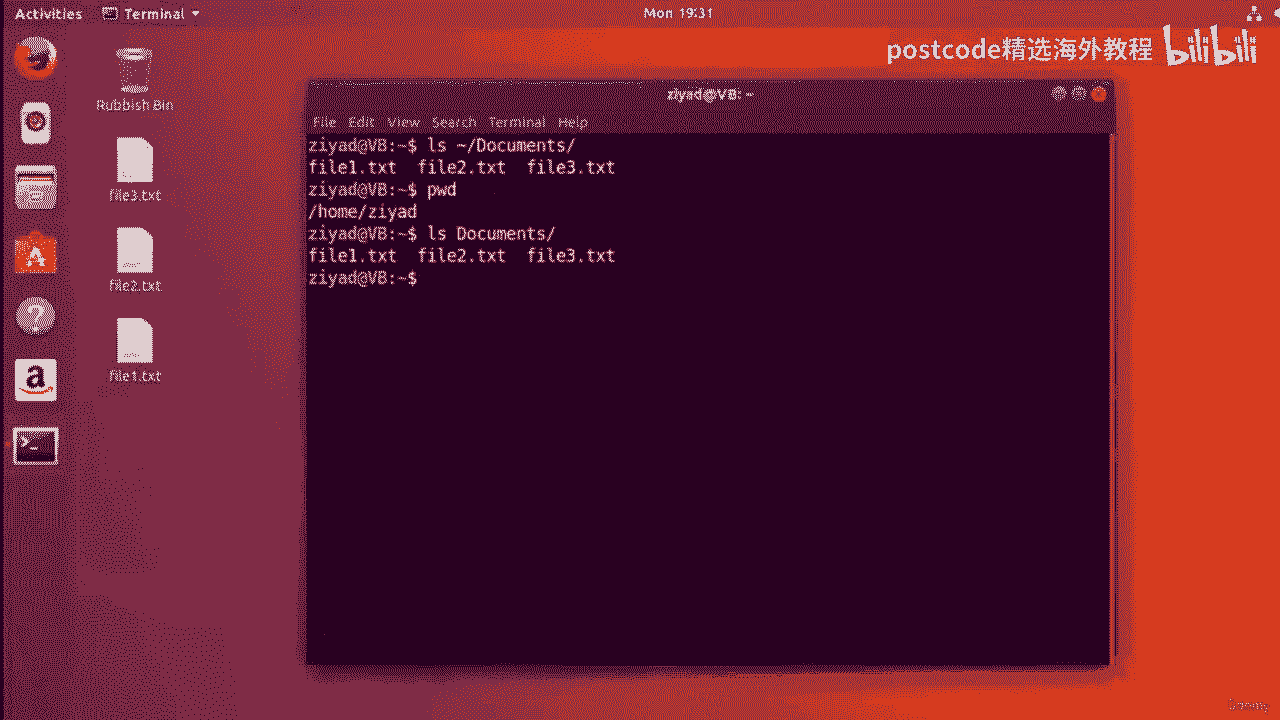 Activities Terminal Mon 19:31
postcode精选海外教程 bilibili
Rubbish Bin
file3.txt
file2.txt
file1.txt
ziyad@VB: ~
File Edit View Search Terminal Help
ziyad@VB:~$ ls ~/Documents/
file1.txt file2.txt file3.txt
ziyad@VB:~$ pwd
/home/ziyad
ziyad@VB:~$ ls Documents/
file1.txt file2.txt file3.txt
ziyad@VB:~$
Udemy